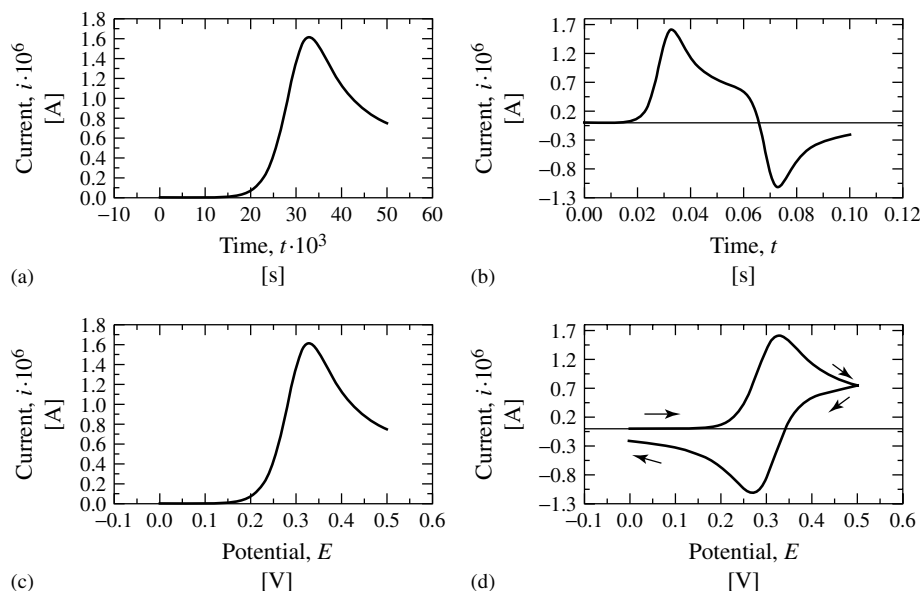 Current, i·10⁶
[A]
1.8
1.6
1.4
1.2
1.0
0.8
0.6
0.4
0.2
0.0
−10 0 10 20 30 40 50 60
Time, t·10³
[s]
(a)
Current, i·10⁶
[A]
1.7
1.2
0.7
0.2
−0.3
−0.8
−1.3
0.00 0.02 0.04 0.06 0.08 0.10 0.12
Time, t
[s]
(b)
Current, i·10⁶
[A]
1.8
1.6
1.4
1.2
1.0
0.8
0.6
0.4
0.2
0.0
−0.1 0.0 0.1 0.2 0.3 0.4 0.5 0.6
Potential, E
[V]
(c)
Current, i·10⁶
[A]
1.7
1.2
0.7
0.2
−0.3
−0.8
−1.3
−0.1 0.0 0.1 0.2 0.3 0.4 0.5 0.6
Potential, E
[V]
(d)